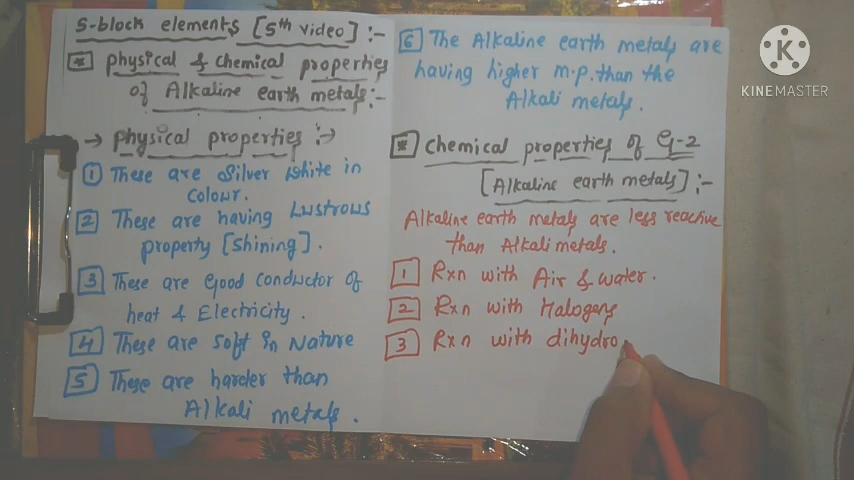 S-block elements [5th video] :-
* physical & chemical properties
of Alkaline earth metals:-
→ physical properties :→
1 These are Silver white in
colour.
2 These are having Lustrows
property [Shining].
3 These are Good Conductor of
heat & Electricity.
4 These are soft in Nature
5 These are harder than
Alkali metals.
6 The Alkaline earth metals are
having higher m.p. than the
Alkali metals.
* Chemical properties of G-2
[Alkaline earth metals] :-
Alkaline earth metals are less reactive
than Alkali metals.
1 Rxn with Air & water.
2 Rxn with Halogens
3 Rxn with dihydro
K
KINEMASTER